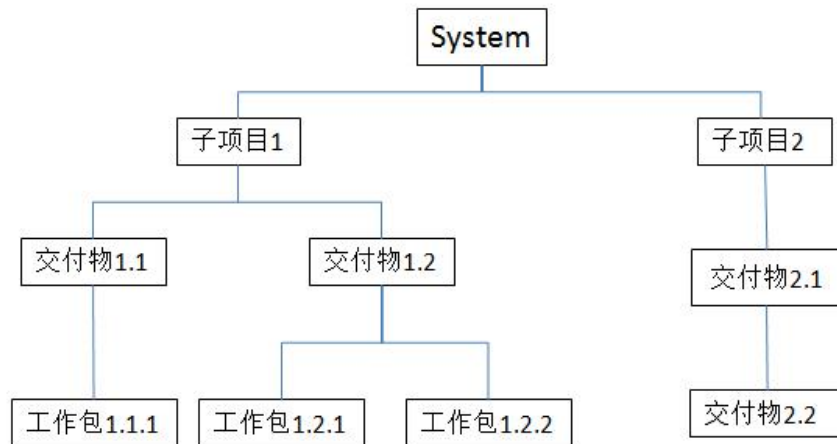 System
子项目1
子项目2
交付物1.1
交付物1.2
交付物2.1
工作包1.1.1
工作包1.2.1
工作包1.2.2
交付物2.2